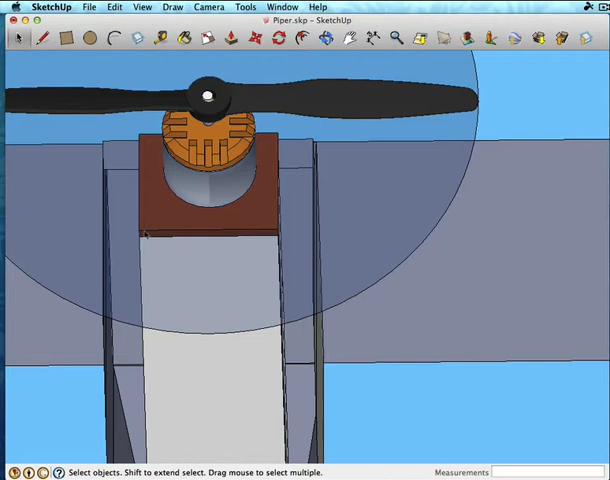 SketchUp File Edit View Draw Camera Tools Window Help
Piper.skp – SketchUp
Select objects. Shift to extend select. Drag mouse to select multiple.
Measurements